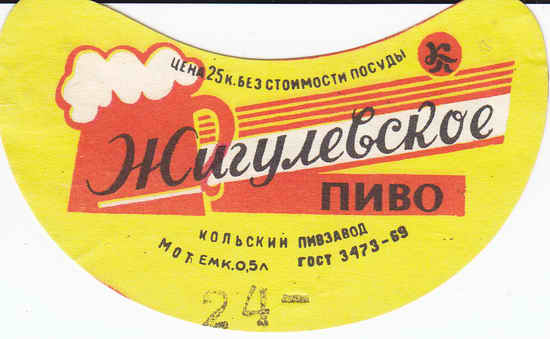 ЦЕНА 25 К. БЕЗ СТОИМОСТИ ПОСУДЫ
Жигулевское
ПИВО
КОЛЬСКИЙ ПИВЗАВОД
МОТ. ЕМК. 0,5 Л ГОСТ 3473-69
24-